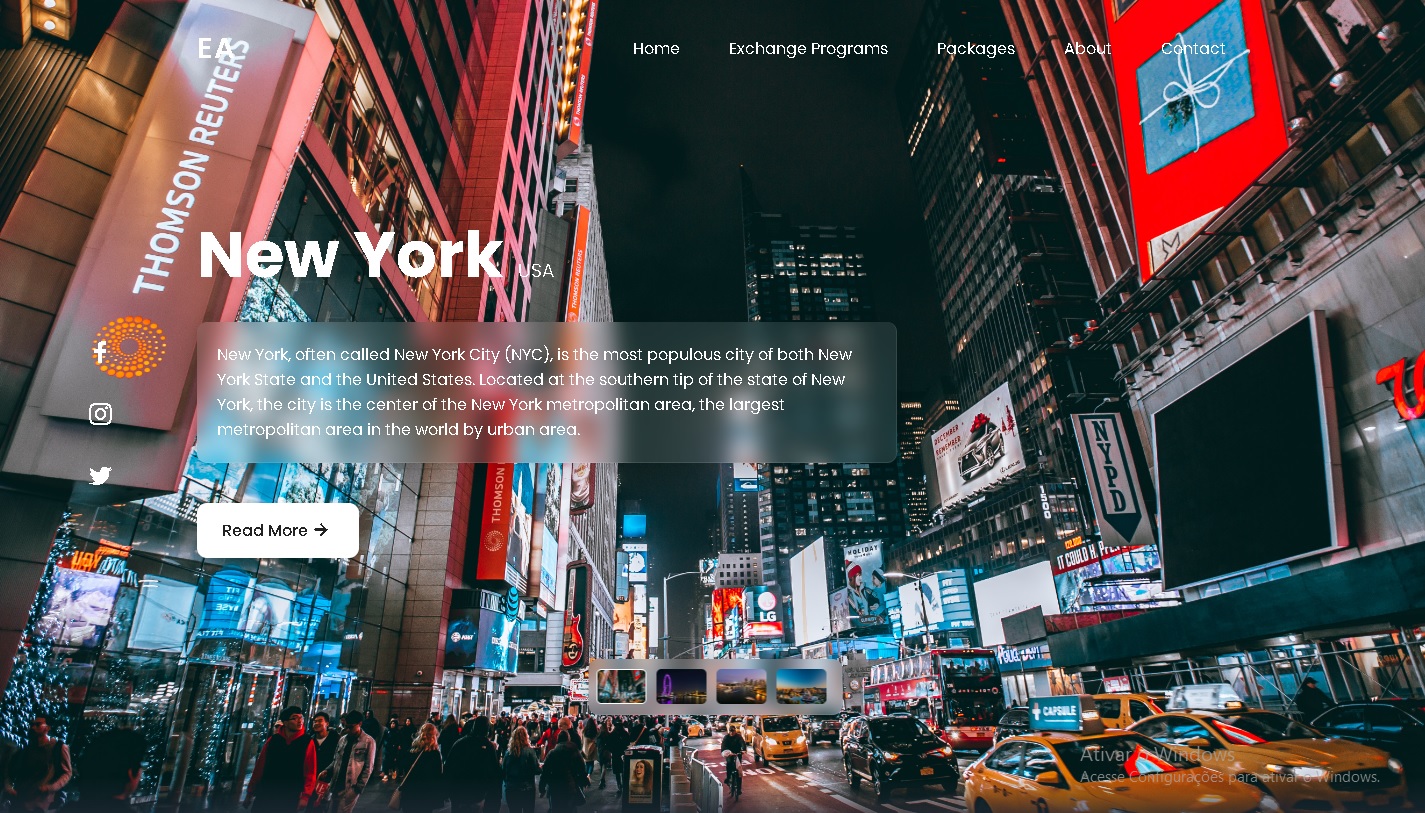 EA
Home
Exchange Programs
Packages
About
Contact
THOMSON REUTERS
New York
USA
New York, often called New York City (NYC), is the most populous city of both New
York State and the United States. Located at the southern tip of the state of New
York, the city is the center of the New York metropolitan area, the largest
metropolitan area in the world by urban area.
Read More
THOMSON
NYPD
DECEMBER
REMEMBER
1500
HOLIDAY
LG
CAPSULE
Ativar o Windows
Acesse Configurações para ativar o Windows.